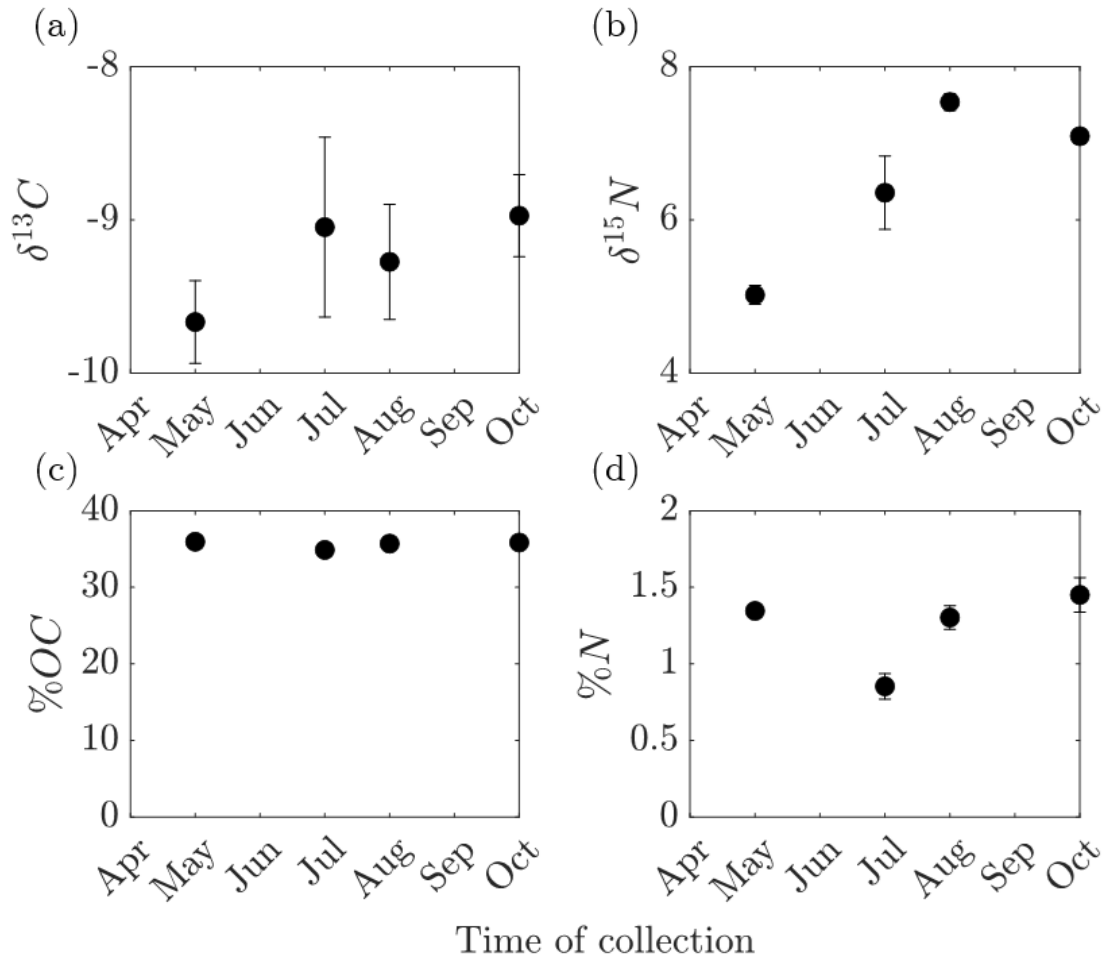 (a)
-8
-9
-10
δ¹³C
Apr May Jun Jul Aug Sep Oct
(b)
8
6
4
δ¹⁵N
Apr May Jun Jul Aug Sep Oct
(c)
40
30
20
10
0
%OC
Apr May Jun Jul Aug Sep Oct
(d)
2
1.5
1
0.5
0
%N
Apr May Jun Jul Aug Sep Oct
Time of collection